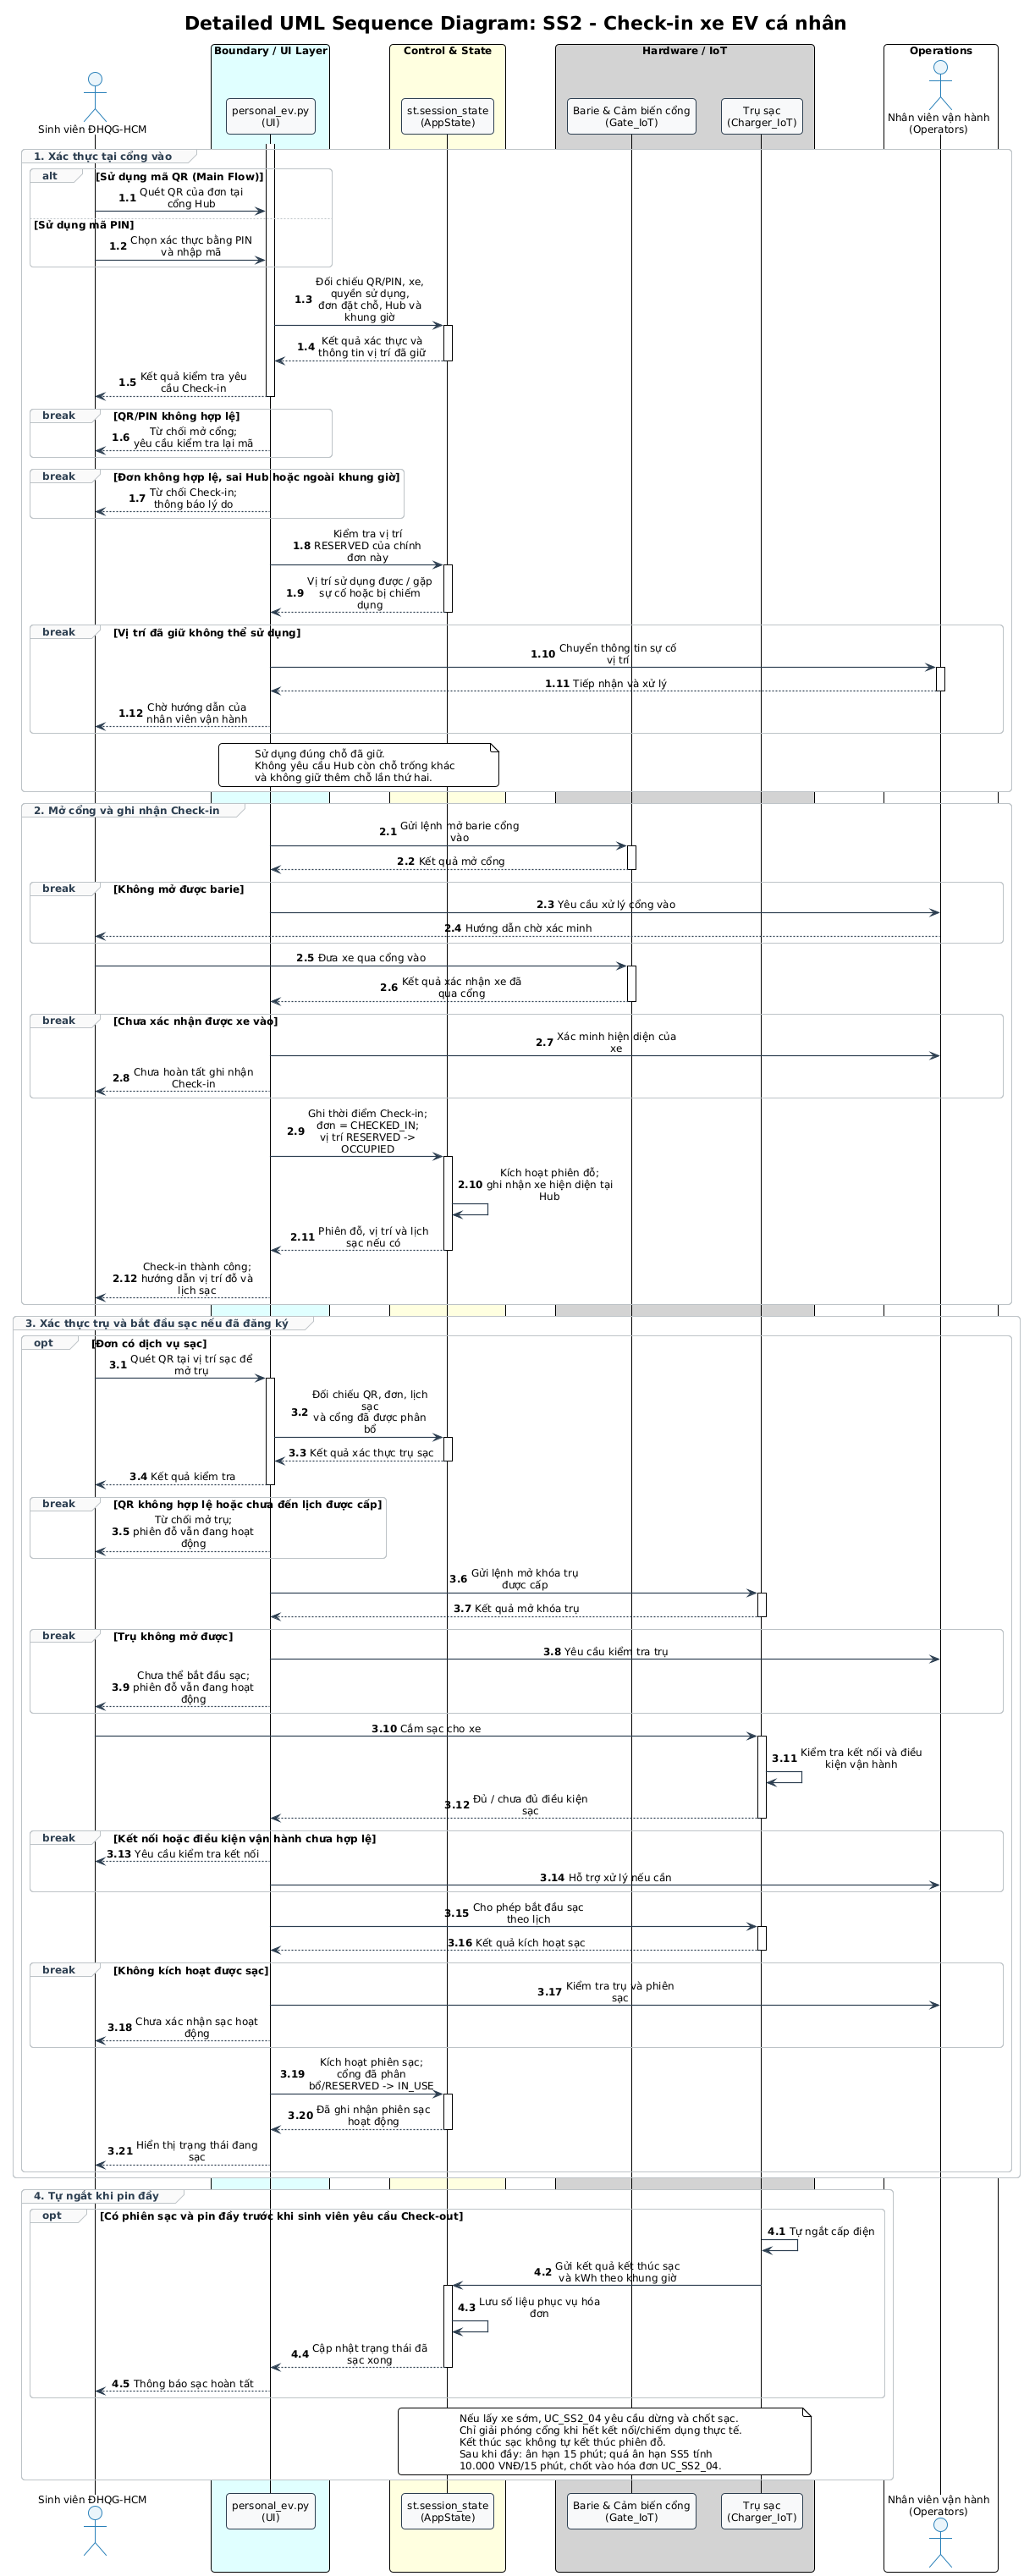 Detailed UML Sequence Diagram: SS2 - Check-in xe EV cá nhân
Boundary / UI Layer
Control & State
Hardware / IoT
Operations
Sinh viên ĐHQG-HCM
personal_ev.py
(UI)
st.session_state
(AppState)
Barie & Cảm biến cổng
(Gate_IoT)
Trụ sạc
(Charger_IoT)
Nhân viên vận hành
(Operators)
1. Xác thực tại cổng vào
alt [Sử dụng mã QR (Main Flow)]
1.1 Quét QR của đơn tại
cổng Hub
[Sử dụng mã PIN]
1.2 Chọn xác thực bằng PIN
và nhập mã
1.3 Đối chiếu QR/PIN, xe,
quyền sử dụng,
đơn đặt chỗ, Hub và
khung giờ
1.4 Kết quả xác thực và
thông tin vị trí đã giữ
1.5 Kết quả kiểm tra yêu
cầu Check-in
break [QR/PIN không hợp lệ]
1.6 Từ chối mở cổng;
yêu cầu kiểm tra lại mã
break [Đơn không hợp lệ, sai Hub hoặc ngoài khung giờ]
1.7 Từ chối Check-in;
thông báo lý do
1.8 Kiểm tra vị trí
RESERVED của chính
đơn này
1.9 Vị trí sử dụng được / gặp
sự cố hoặc bị chiếm
dụng
break [Vị trí đã giữ không thể sử dụng]
1.10 Chuyển thông tin sự cố
vị trí
1.11 Tiếp nhận và xử lý
1.12 Chờ hướng dẫn của
nhân viên vận hành
Sử dụng đúng chỗ đã giữ.
Không yêu cầu Hub còn chỗ trống khác
và không giữ thêm chỗ lần thứ hai.
2. Mở cổng và ghi nhận Check-in
2.1 Gửi lệnh mở barie cổng
vào
2.2 Kết quả mở cổng
break [Không mở được barie]
2.3 Yêu cầu xử lý cổng vào
2.4 Hướng dẫn chờ xác minh
2.5 Đưa xe qua cổng vào
2.6 Kết quả xác nhận xe đã
qua cổng
break [Chưa xác nhận được xe vào]
2.7 Xác minh hiện diện của
xe
2.8 Chưa hoàn tất ghi nhận
Check-in
2.9 Ghi thời điểm Check-in;
đơn = CHECKED_IN;
vị trí RESERVED ->
OCCUPIED
2.10 Kích hoạt phiên đỗ;
ghi nhận xe hiện diện tại
Hub
2.11 Phiên đỗ, vị trí và lịch
sạc nếu có
2.12 Check-in thành công;
hướng dẫn vị trí đỗ và
lịch sạc
3. Xác thực trụ và bắt đầu sạc nếu đã đăng ký
opt [Đơn có dịch vụ sạc]
3.1 Quét QR tại vị trí sạc để
mở trụ
3.2 Đối chiếu QR, đơn, lịch
sạc
và cổng đã được phân
bổ
3.3 Kết quả xác thực trụ sạc
3.4 Kết quả kiểm tra
break [QR không hợp lệ hoặc chưa đến lịch được cấp]
3.5 Từ chối mở trụ;
phiên đỗ vẫn đang hoạt
động
3.6 Gửi lệnh mở khóa trụ
được cấp
3.7 Kết quả mở khóa trụ
break [Trụ không mở được]
3.8 Yêu cầu kiểm tra trụ
3.9 Chưa thể bắt đầu sạc;
phiên đỗ vẫn đang hoạt
động
3.10 Cắm sạc cho xe
3.11 Kiểm tra kết nối và điều
kiện vận hành
3.12 Đủ / chưa đủ điều kiện
sạc
break [Kết nối hoặc điều kiện vận hành chưa hợp lệ]
3.13 Yêu cầu kiểm tra kết nối
3.14 Hỗ trợ xử lý nếu cần
3.15 Cho phép bắt đầu sạc
theo lịch
3.16 Kết quả kích hoạt sạc
break [Không kích hoạt được sạc]
3.17 Kiểm tra trụ và phiên
sạc
3.18 Chưa xác nhận sạc hoạt
động
3.19 Kích hoạt phiên sạc;
cổng đã phân
bổ/RESERVED -> IN_USE
3.20 Đã ghi nhận phiên sạc
hoạt động
3.21 Hiển thị trạng thái đang
sạc
4. Tự ngắt khi pin đầy
opt [Có phiên sạc và pin đầy trước khi sinh viên yêu cầu Check-out]
4.1 Tự ngắt cấp điện
4.2 Gửi kết quả kết thúc sạc
và kWh theo khung giờ
4.3 Lưu số liệu phục vụ hóa
đơn
4.4 Cập nhật trạng thái đã
sạc xong
4.5 Thông báo sạc hoàn tất
Nếu lấy xe sớm, UC_SS2_04 yêu cầu dừng và chốt sạc.
Chỉ giải phóng cổng khi hết kết nối/chiếm dụng thực tế.
Kết thúc sạc không tự kết thúc phiên đỗ.
Sau khi đầy: ân hạn 15 phút; quá ân hạn SS5 tính
10.000 VNĐ/15 phút, chốt vào hóa đơn UC_SS2_04.
Sinh viên ĐHQG-HCM
personal_ev.py
(UI)
st.session_state
(AppState)
Barie & Cảm biến cổng
(Gate_IoT)
Trụ sạc
(Charger_IoT)
Nhân viên vận hành
(Operators)